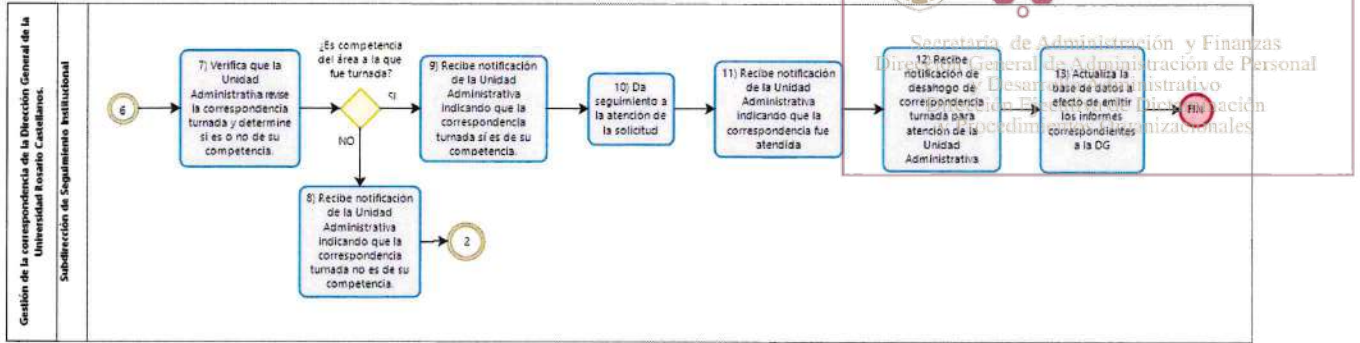 Gestión de la correspondencia de la Dirección General de la
Universidad Rosario Castellanos.
Subdirección de Seguimiento Institucional
6
7) Verifica que la
Unidad
Administrativa revise
la correspondencia
turnada y determine
si es o no de su
competencia.
¿Es competencia
del área a la que
fue turnada?
SI
NO
8) Recibe notificación
de la Unidad
Administrativa
indicando que la
correspondencia
turnada no es de su
competencia.
2
9) Recibe notificación
de la Unidad
Administrativa
indicando que la
correspondencia
turnada sí es de su
competencia.
10) Da
seguimiento a
la atención de
la solicitud
11) Recibe notificación
de la Unidad
Administrativa
indicando que la
correspondencia fue
atendida
12) Recibe
notificación de
desahogo de
correspondencia
turnada para
atención de la
Unidad
Administrativa
13) Actualiza la
base de datos a
efecto de emitir
los informes
correspondientes
a la DG
FIN
Secretaría de Administración y Finanzas
Dirección General de Administración de Personal
y Desarrollo Administrativo
Dirección Ejecutiva de Dictaminación
y Procedimientos Organizacionales